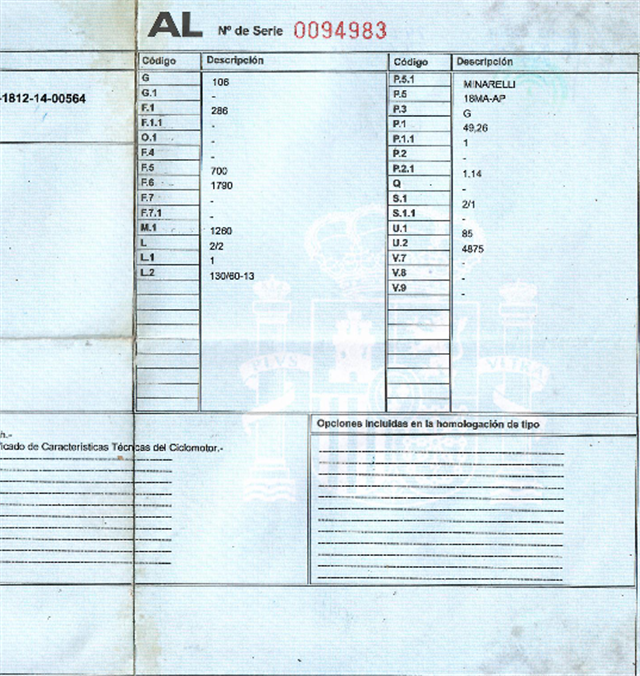 AL Nº de Serie 0094983
-1812-14-00564
Código Descripción
G 106
G.1 -
F.1 286
F.1.1 -
O.1 -
F.4 -
F.5 700
F.6 1790
F.7 -
F.7.1 -
M.1 1260
L 2/2
L.1 1
L.2 130/60-13
Código Descripción
P.5.1 MINARELLI
P.5 18MA-AP
P.3 G
P.1 49,26
P.1.1 1
P.2 -
P.2.1 1,14
Q -
S.1 2/1
S.1.1 -
U.1 85
U.2 4875
V.7 -
V.8 -
V.9 -
PLVS VLTRA
h.-
ficado de Características Técnicas del Ciclomotor.-
Opciones incluidas en la homologación de tipo